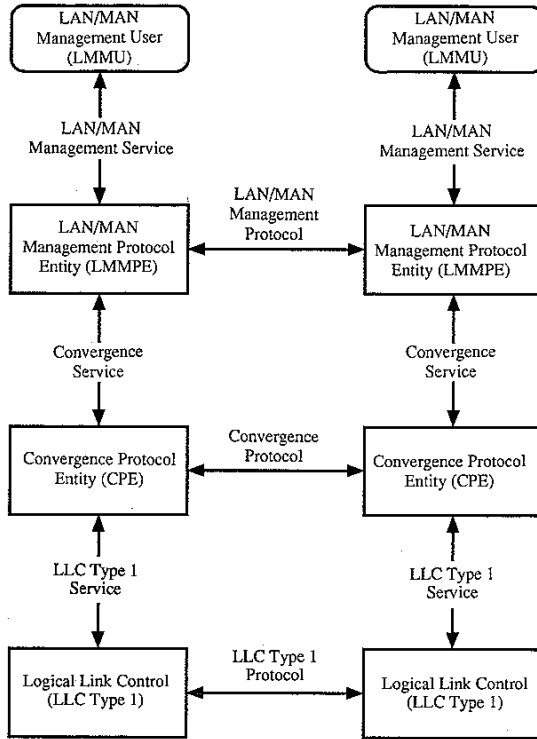 LAN/MAN
Management User
(LMMU)
LAN/MAN
Management User
(LMMU)
LAN/MAN
Management Service
LAN/MAN
Management Service
LAN/MAN
Management Protocol
Entity (LMMPE)
LAN/MAN
Management
Protocol
LAN/MAN
Management Protocol
Entity (LMMPE)
Convergence
Service
Convergence
Service
Convergence Protocol
Entity (CPE)
Convergence
Protocol
Convergence Protocol
Entity (CPE)
LLC Type 1
Service
LLC Type 1
Service
Logical Link Control
(LLC Type 1)
LLC Type 1
Protocol
Logical Link Control
(LLC Type 1)